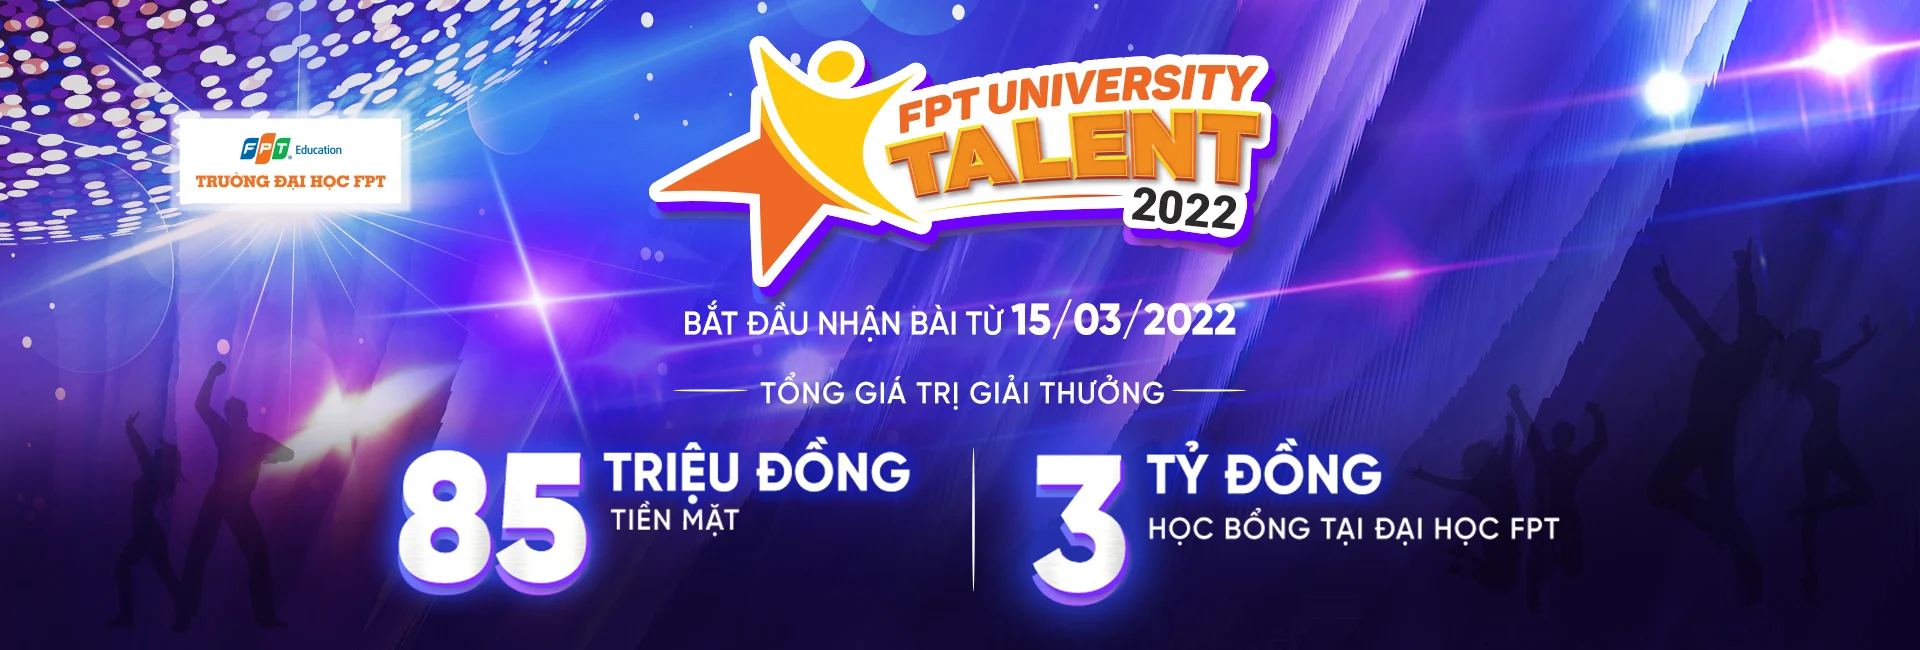 FPT Education
TRƯỜNG ĐẠI HỌC FPT
FPT UNIVERSITY
TALENT
2022
BẮT ĐẦU NHẬN BÀI TỪ 15/03/2022
TỔNG GIÁ TRỊ GIẢI THƯỞNG
85 TRIỆU ĐỒNG
TIỀN MẶT
3 TỶ ĐỒNG
HỌC BỔNG TẠI ĐẠI HỌC FPT